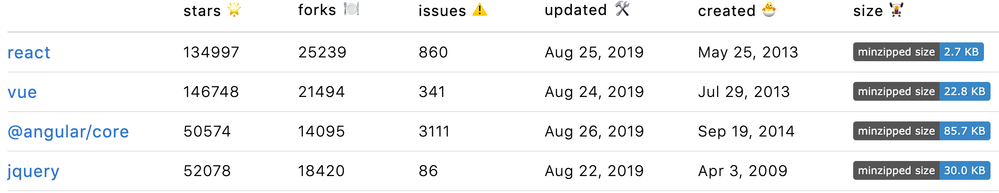 stars 🌟 forks 🍽️ issues ⚠️ updated 🛠️ created 🐣 size 🏋️‍♀️
react 134997 25239 860 Aug 25, 2019 May 25, 2013 minzipped size 2.7 KB
vue 146748 21494 341 Aug 24, 2019 Jul 29, 2013 minzipped size 22.8 KB
@angular/core 50574 14095 3111 Aug 26, 2019 Sep 19, 2014 minzipped size 85.7 KB
jquery 52078 18420 86 Aug 22, 2019 Apr 3, 2009 minzipped size 30.0 KB